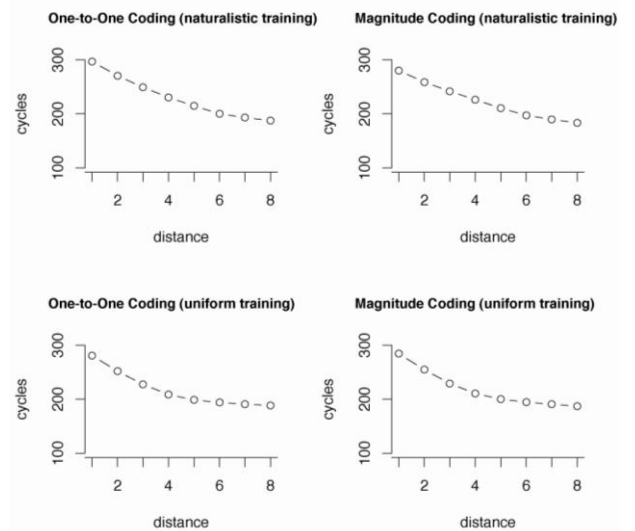 One-to-One Coding (naturalistic training)
300
200
100
cycles
2 4 6 8
distance
Magnitude Coding (naturalistic training)
300
200
100
cycles
2 4 6 8
distance
One-to-One Coding (uniform training)
300
200
100
cycles
2 4 6 8
distance
Magnitude Coding (uniform training)
300
200
100
cycles
2 4 6 8
distance